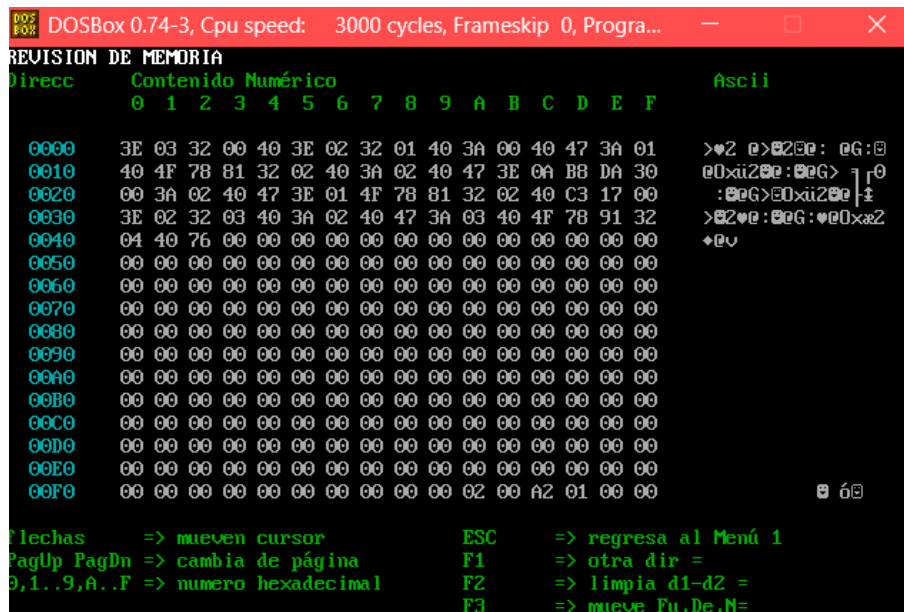 DOSBox 0.74-3, Cpu speed: 3000 cycles, Frameskip 0, Progra...
REVISION DE MEMORIA
Direcc Contenido Numérico Ascii
0 1 2 3 4 5 6 7 8 9 A B C D E F
0000 3E 03 32 00 40 3E 02 32 01 40 3A 00 40 47 3A 01 >♥2 @>☻2☺@: @G:☺
0010 40 4F 78 81 32 02 40 3A 02 40 47 3E 0A B8 DA 30 @Oxü2☻@:☻@G> ╕┌0
0020 00 3A 02 40 47 3E 01 4F 78 81 32 02 40 C3 17 00 :☻@G>☺Oxü2☻@├↨
0030 3E 02 32 03 40 3A 02 40 47 3A 03 40 4F 78 91 32 >☻2♥@:☻@G:♥@Oxæ2
0040 04 40 76 00 00 00 00 00 00 00 00 00 00 00 00 00 ♦@v
0050 00 00 00 00 00 00 00 00 00 00 00 00 00 00 00 00
0060 00 00 00 00 00 00 00 00 00 00 00 00 00 00 00 00
0070 00 00 00 00 00 00 00 00 00 00 00 00 00 00 00 00
0080 00 00 00 00 00 00 00 00 00 00 00 00 00 00 00 00
0090 00 00 00 00 00 00 00 00 00 00 00 00 00 00 00 00
00A0 00 00 00 00 00 00 00 00 00 00 00 00 00 00 00 00
00B0 00 00 00 00 00 00 00 00 00 00 00 00 00 00 00 00
00C0 00 00 00 00 00 00 00 00 00 00 00 00 00 00 00 00
00D0 00 00 00 00 00 00 00 00 00 00 00 00 00 00 00 00
00E0 00 00 00 00 00 00 00 00 00 00 00 00 00 00 00 00
00F0 00 00 00 00 00 00 00 00 00 00 02 00 A2 01 00 00 ☻ ó☺
flechas => mueven cursor ESC => regresa al Menú 1
PagUp PagDn => cambia de página F1 => otra dir =
0,1..9,A..F => numero hexadecimal F2 => limpia d1-d2 =
F3 => mueve Fu,De,N=